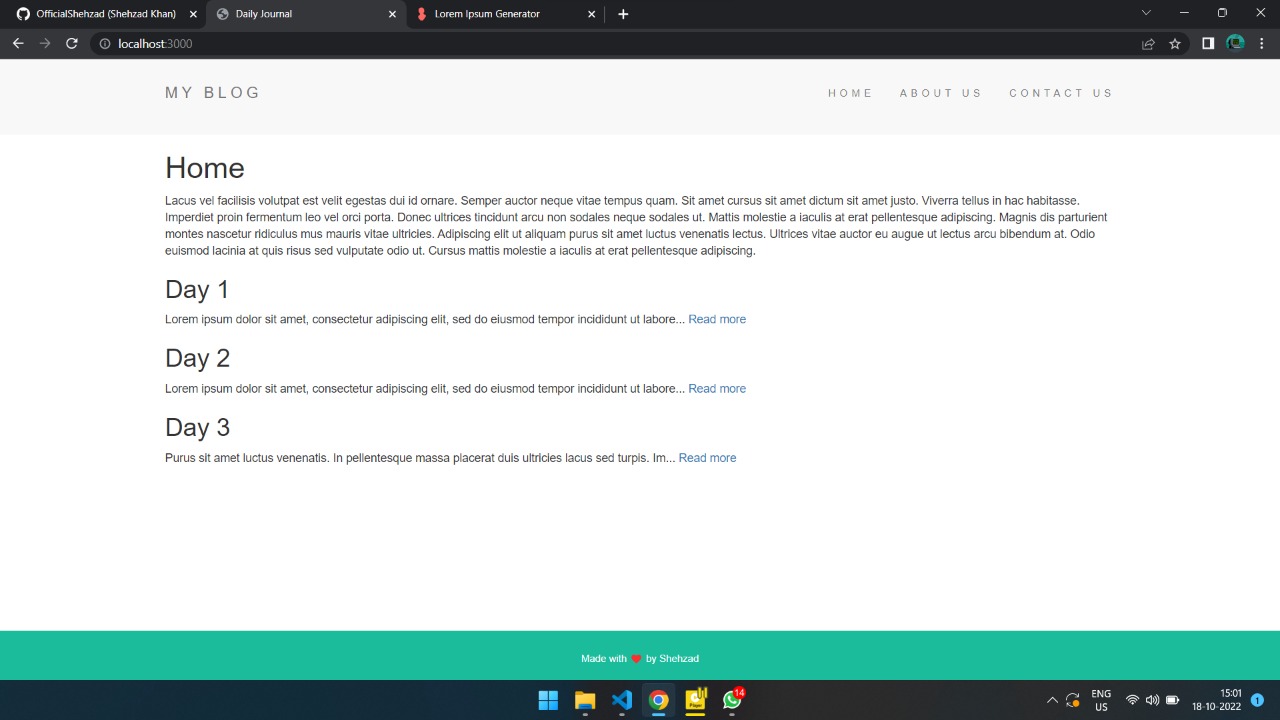 OfficialShehzad (Shehzad Khan)
Daily Journal
Lorem Ipsum Generator
localhost:3000
MY BLOG
HOME
ABOUT US
CONTACT US
Home
Lacus vel facilisis volutpat est velit egestas dui id ornare. Semper auctor neque vitae tempus quam. Sit amet cursus sit amet dictum sit amet justo. Viverra tellus in hac habitasse.
Imperdiet proin fermentum leo vel orci porta. Donec ultrices tincidunt arcu non sodales neque sodales ut. Mattis molestie a iaculis at erat pellentesque adipiscing. Magnis dis parturient
montes nascetur ridiculus mus mauris vitae ultricies. Adipiscing elit ut aliquam purus sit amet luctus venenatis lectus. Ultrices vitae auctor eu augue ut lectus arcu bibendum at. Odio
euismod lacinia at quis risus sed vulputate odio ut. Cursus mattis molestie a iaculis at erat pellentesque adipiscing.
Day 1
Lorem ipsum dolor sit amet, consectetur adipiscing elit, sed do eiusmod tempor incididunt ut labore... Read more
Day 2
Lorem ipsum dolor sit amet, consectetur adipiscing elit, sed do eiusmod tempor incididunt ut labore... Read more
Day 3
Purus sit amet luctus venenatis. In pellentesque massa placerat duis ultricies lacus sed turpis. Im... Read more
Made with ❤ by Shehzad
14
Player
ENG
US
15:01
18-10-2022
1